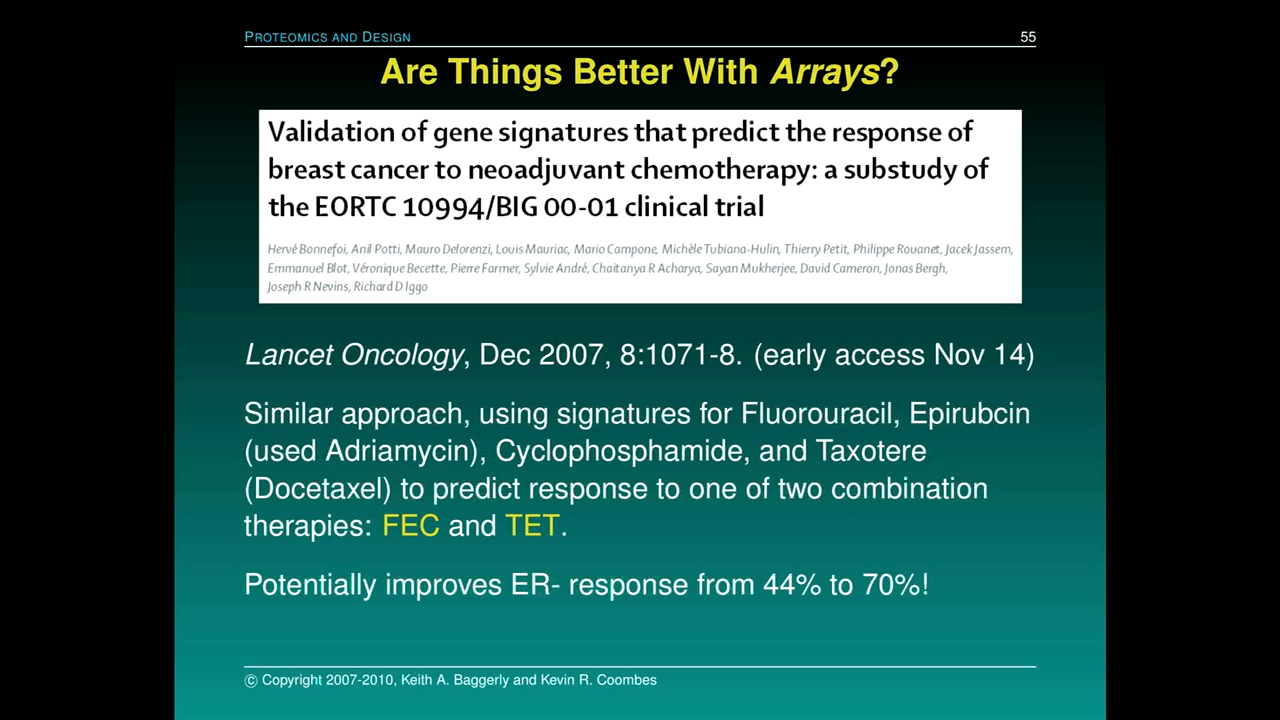 PROTEOMICS AND DESIGN 55
Are Things Better With Arrays?
Validation of gene signatures that predict the response of
breast cancer to neoadjuvant chemotherapy: a substudy of
the EORTC 10994/BIG 00-01 clinical trial
Hervé Bonnefoi, Anil Potti, Mauro Delorenzi, Louis Mauriac, Mario Campone, Michèle Tubiana-Hulin, Thierry Petit, Philippe Rouanet, Jacek Jassem,
Emmanuel Blot, Véronique Becette, Pierre Farmer, Sylvie André, Chaitanya R Acharya, Sayan Mukherjee, David Cameron, Jonas Bergh,
Joseph R Nevins, Richard D Iggo
Lancet Oncology, Dec 2007, 8:1071-8. (early access Nov 14)
Similar approach, using signatures for Fluorouracil, Epirubcin
(used Adriamycin), Cyclophosphamide, and Taxotere
(Docetaxel) to predict response to one of two combination
therapies: FEC and TET.
Potentially improves ER- response from 44% to 70%!
© Copyright 2007-2010, Keith A. Baggerly and Kevin R. Coombes